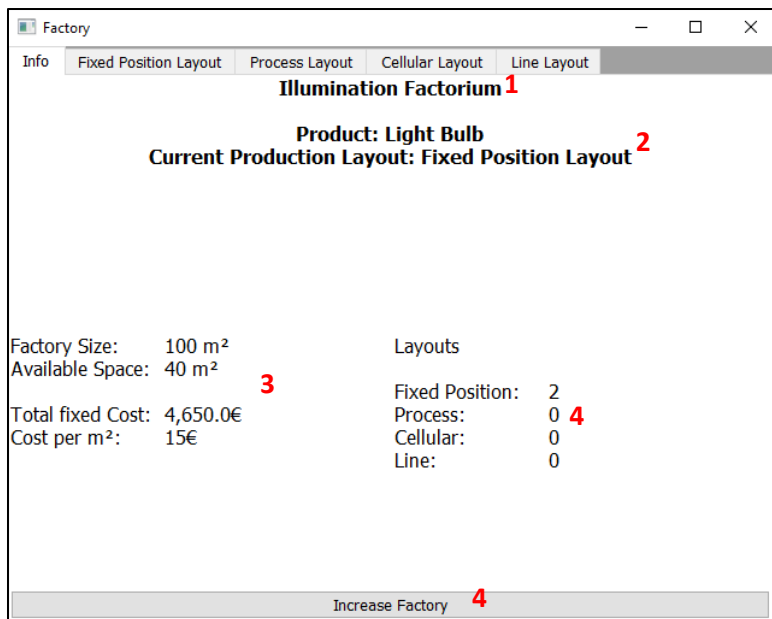 Factory
Info Fixed Position Layout Process Layout Cellular Layout Line Layout
Illumination Factorium 1
Product: Light Bulb
Current Production Layout: Fixed Position Layout 2
Factory Size: 100 m²
Available Space: 40 m²
3
Total fixed Cost: 4,650.0€
Cost per m²: 15€
Layouts
Fixed Position: 2
Process: 0 4
Cellular: 0
Line: 0
Increase Factory 4